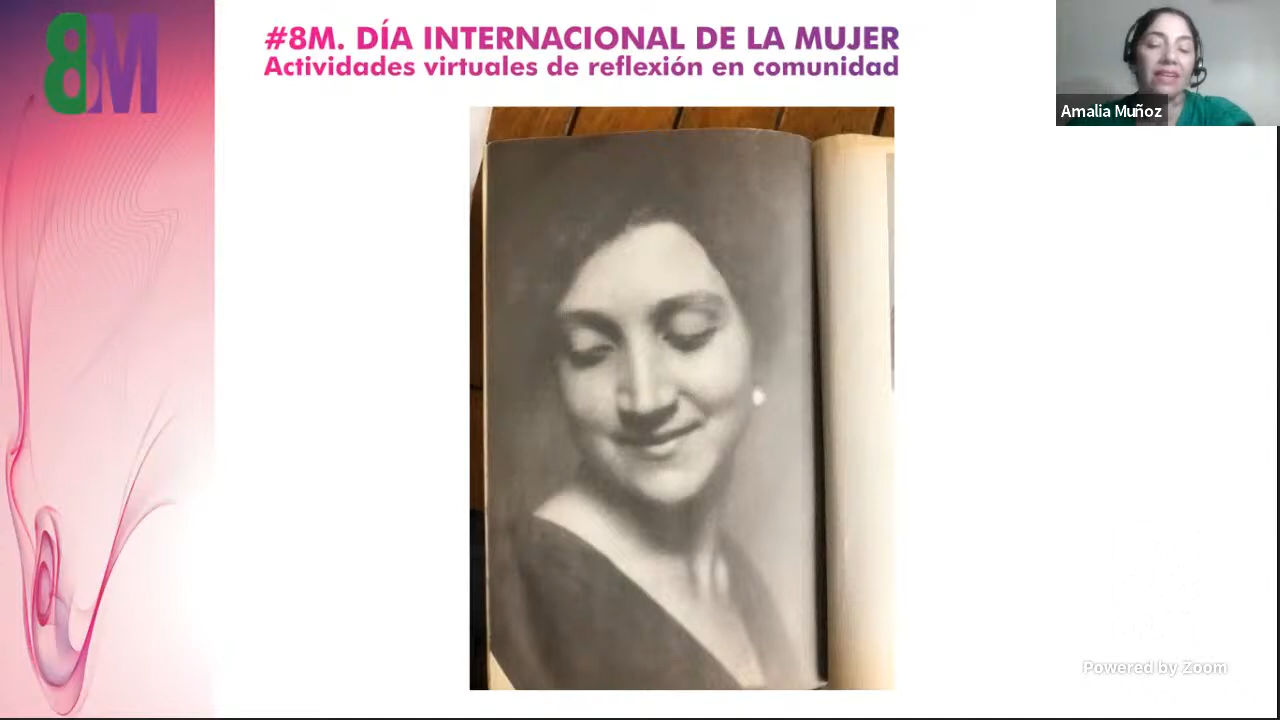 8M
#8M. DÍA INTERNACIONAL DE LA MUJER
Actividades virtuales de reflexión en comunidad
Amalia Muñoz
Powered by Zoom